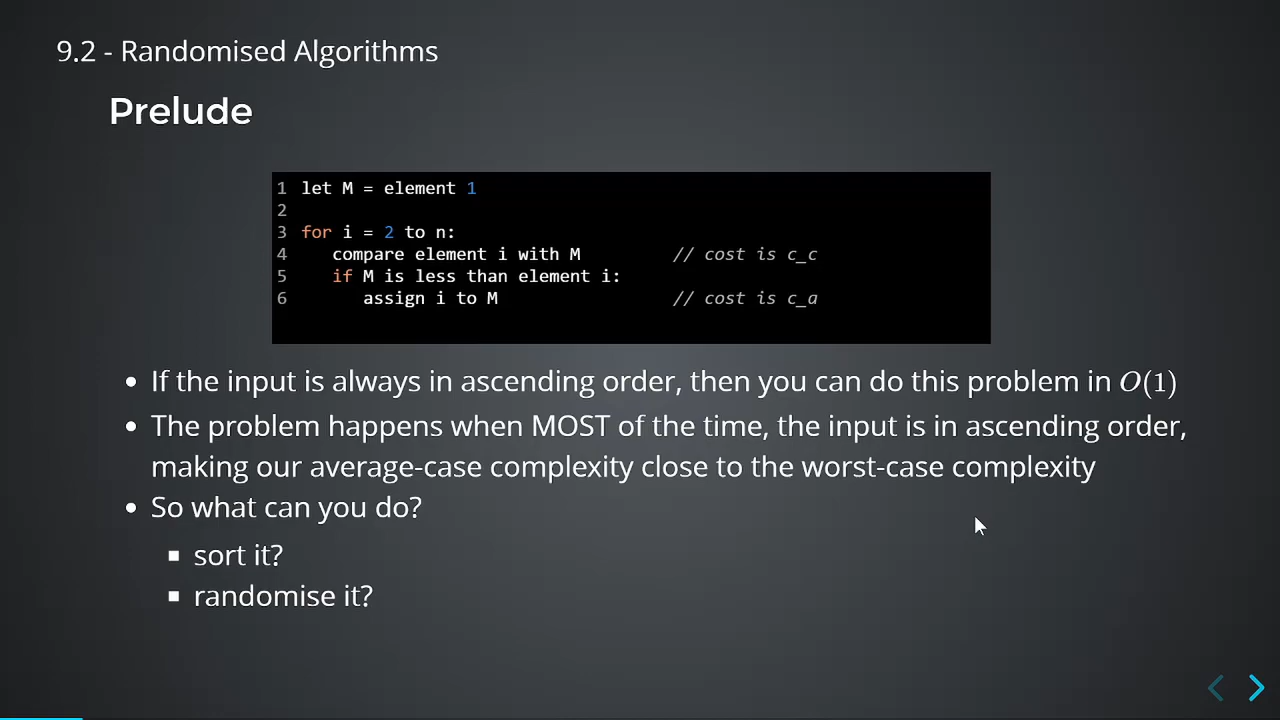 9.2 - Randomised Algorithms
Prelude
1 let M = element 1
2
3 for i = 2 to n:
4 compare element i with M // cost is c_c
5 if M is less than element i:
6 assign i to M // cost is c_a
• If the input is always in ascending order, then you can do this problem in O(1)
• The problem happens when MOST of the time, the input is in ascending order,
making our average-case complexity close to the worst-case complexity
• So what can you do?
▪ sort it?
▪ randomise it?